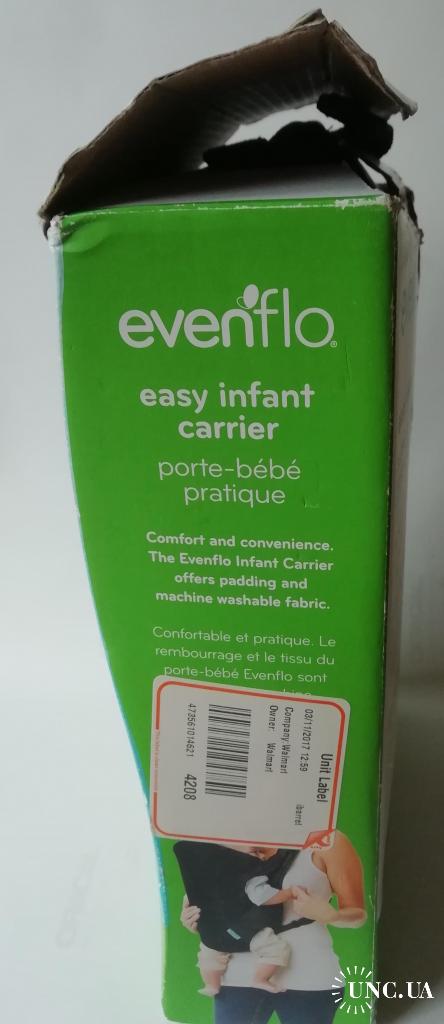 evenflo®
easy infant
carrier
porte-bébé
pratique
Comfort and convenience.
The Evenflo Infant Carrier
offers padding and
machine washable fabric.
Confortable et pratique. Le
rembourrage et le tissu du
porte-bébé Evenflo sont
Unit Label
03/11/2017 12:59
ibarrel
Company: Walmart
Owner: Walmart
473561014621
4208
UNC.UA